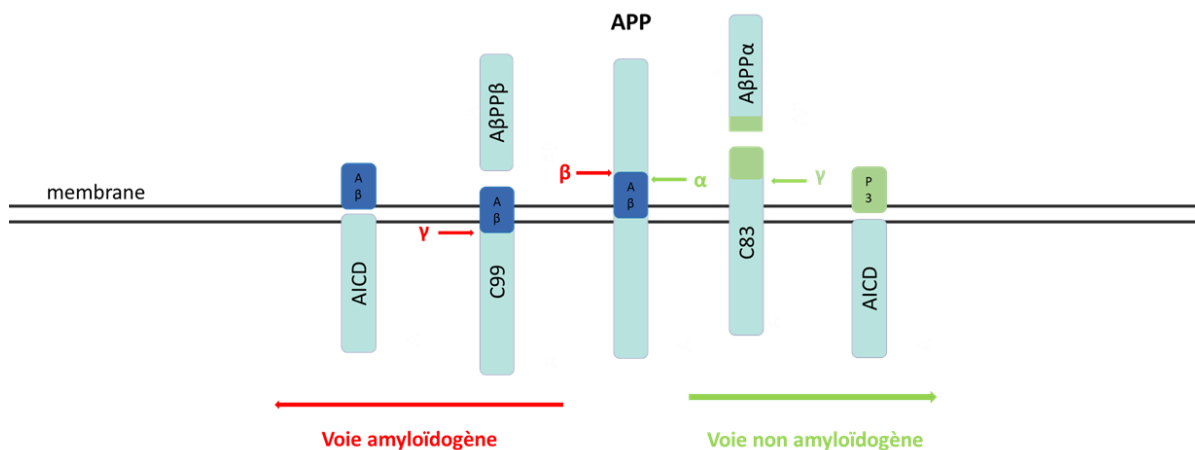 APP
AβPPβ
AβPPα
A
β
A
β
β
A
β
α
γ
P
3
membrane
γ
AICD
C99
C83
AICD
Voie amyloïdogène
Voie non amyloïdogène